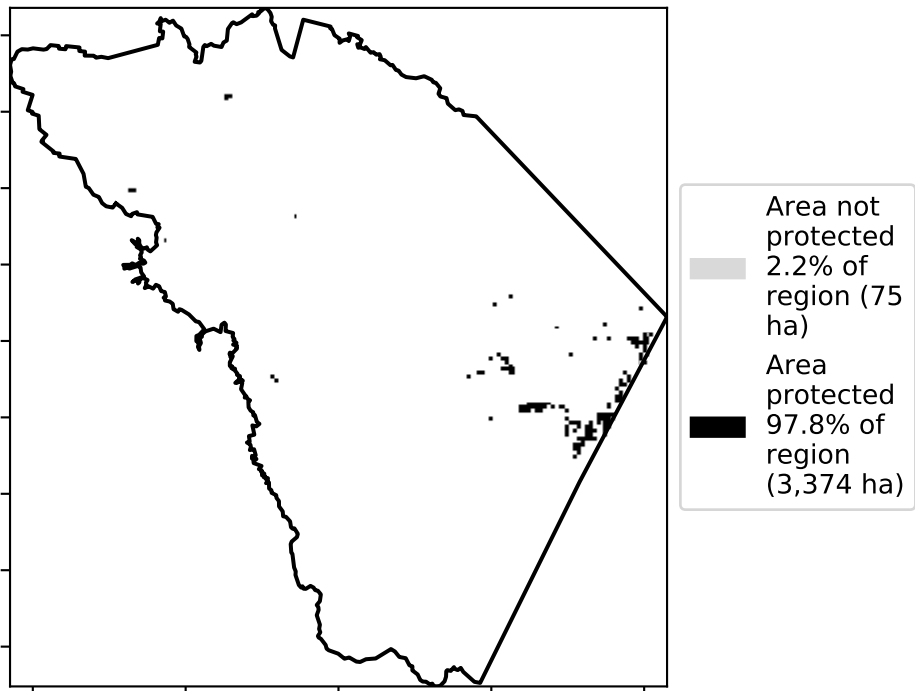 Area not
protected
2.2% of
region (75
ha)
Area
protected
97.8% of
region
(3,374 ha)